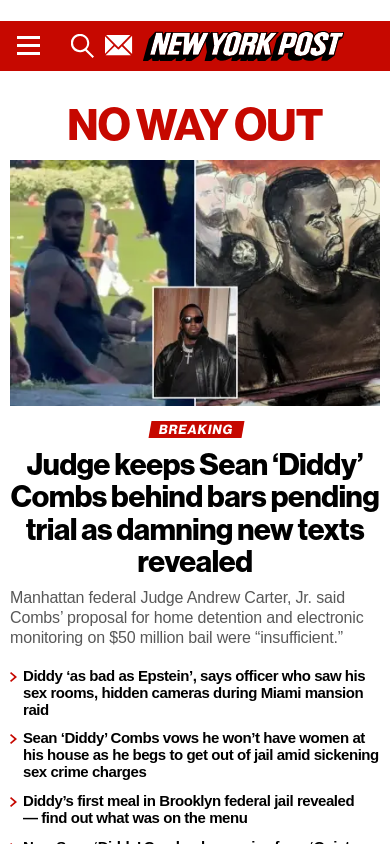 NEW YORK POST
NO WAY OUT
BREAKING
Judge keeps Sean ‘Diddy’
Combs behind bars pending
trial as damning new texts
revealed
Manhattan federal Judge Andrew Carter, Jr. said
Combs’ proposal for home detention and electronic
monitoring on $50 million bail were “insufficient.”
Diddy ‘as bad as Epstein’, says officer who saw his
sex rooms, hidden cameras during Miami mansion
raid
Sean ‘Diddy’ Combs vows he won’t have women at
his house as he begs to get out of jail amid sickening
sex crime charges
Diddy’s first meal in Brooklyn federal jail revealed
— find out what was on the menu